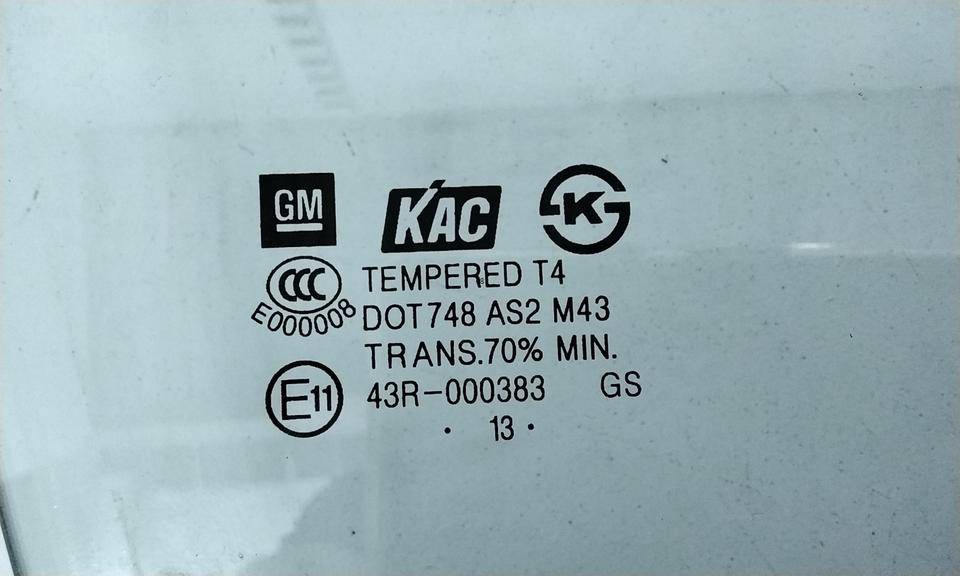 GM KAC K
CCC TEMPERED T4
E000008 DOT748 AS2 M43
TRANS.70% MIN.
E11 43R-000383 GS
· 13 ·